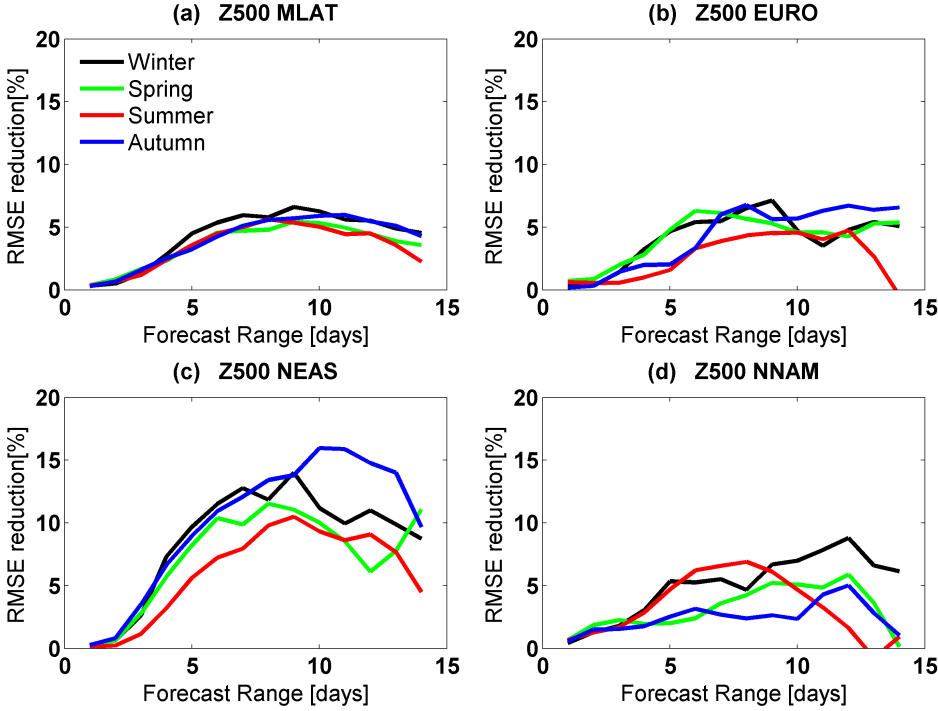 (a) Z500 MLAT
RMSE reduction[%]
20
15
10
5
0
Winter
Spring
Summer
Autumn
0 5 10 15
Forecast Range [days]
(b) Z500 EURO
RMSE reduction[%]
20
15
10
5
0
0 5 10 15
Forecast Range [days]
(c) Z500 NEAS
RMSE reduction[%]
20
15
10
5
0
0 5 10 15
Forecast Range [days]
(d) Z500 NNAM
RMSE reduction[%]
20
15
10
5
0
0 5 10 15
Forecast Range [days]